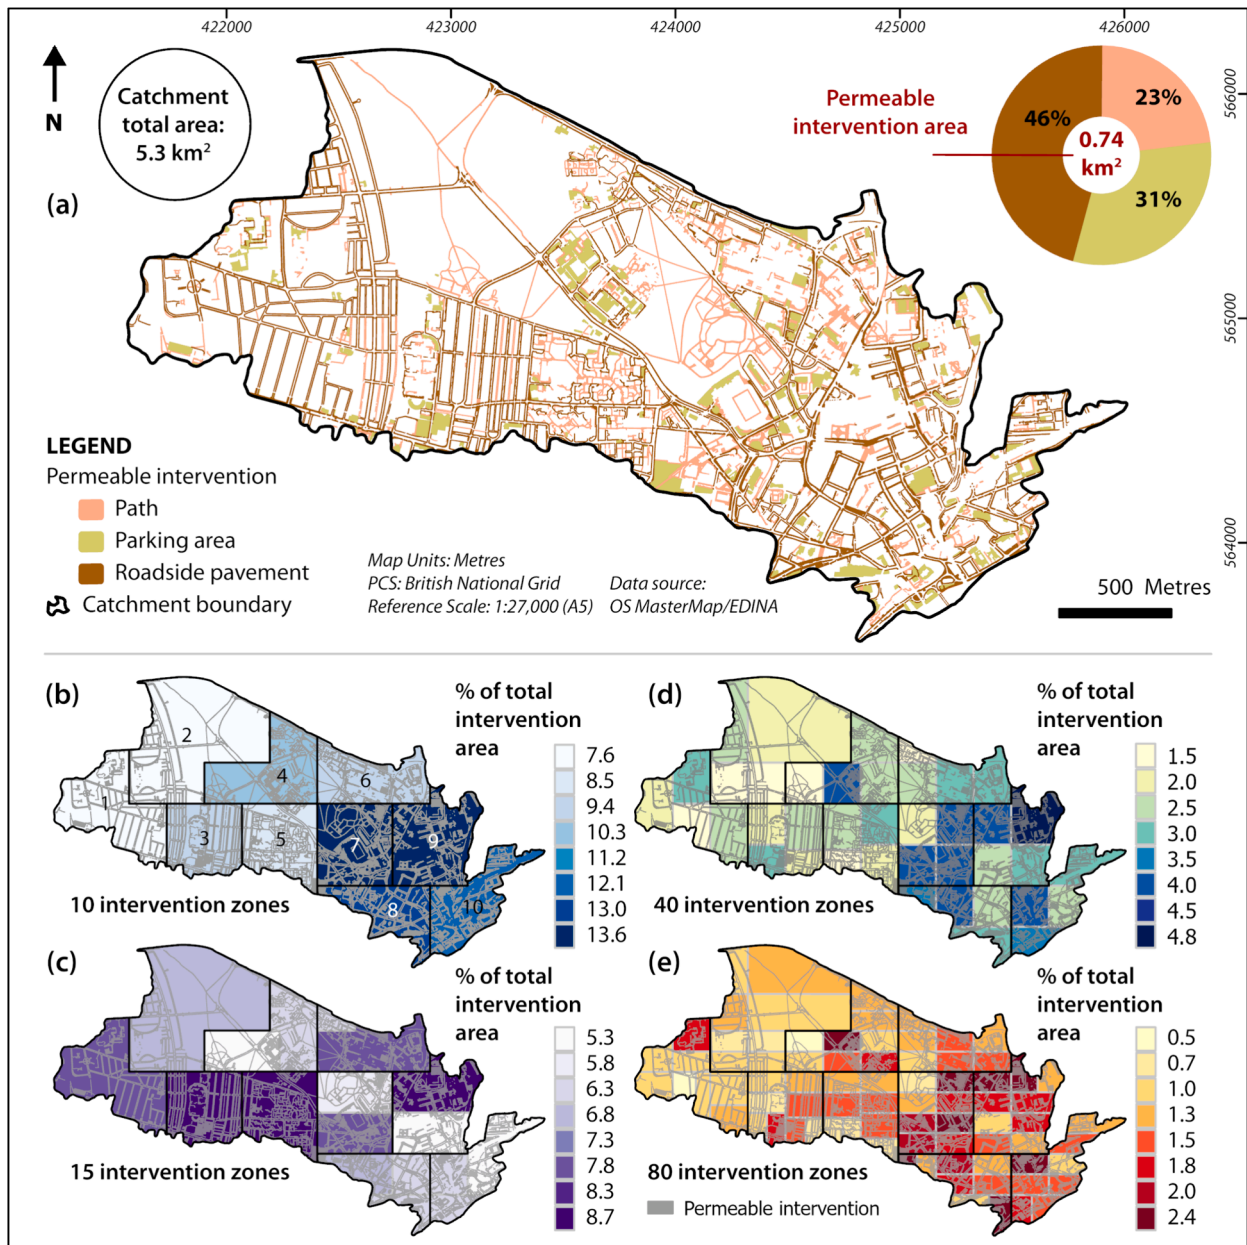 422000
423000
424000
425000
426000
566000
565000
564000
N
Catchment
total area:
5.3 km²
(a)
Permeable
intervention area
46%
23%
31%
0.74
km²
LEGEND
Permeable intervention
Path
Parking area
Roadside pavement
Catchment boundary
Map Units: Metres
PCS: British National Grid
Reference Scale: 1:27,000 (A5)
Data source:
OS MasterMap/EDINA
500 Metres
(b)
1
2
3
4
5
6
7
8
9
10
10 intervention zones
% of total
intervention
area
7.6
8.5
9.4
10.3
11.2
12.1
13.0
13.6
(d)
40 intervention zones
% of total
intervention
area
1.5
2.0
2.5
3.0
3.5
4.0
4.5
4.8
(c)
15 intervention zones
% of total
intervention
area
5.3
5.8
6.3
6.8
7.3
7.8
8.3
8.7
(e)
80 intervention zones
Permeable intervention
% of total
intervention
area
0.5
0.7
1.0
1.3
1.5
1.8
2.0
2.4